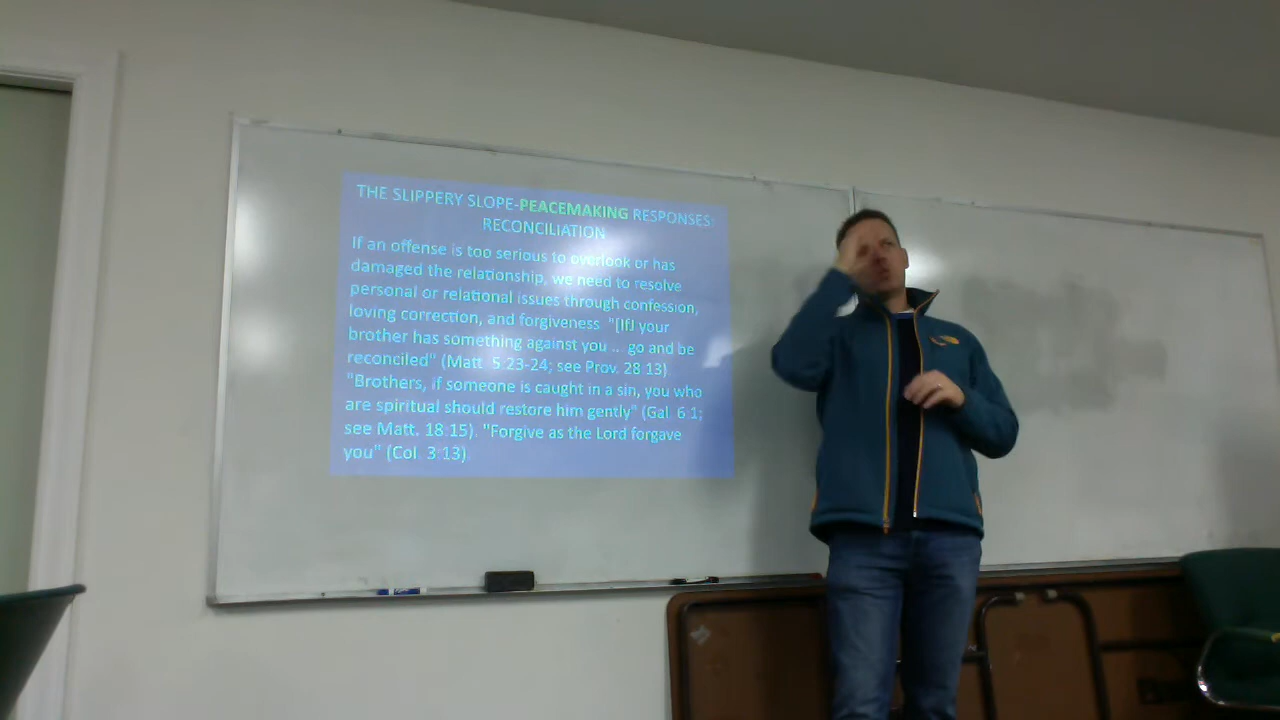 THE SLIPPERY SLOPE-PEACEMAKING RESPONSES:
RECONCILIATION
If an offense is too serious to overlook or has
damaged the relationship, we need to resolve
personal or relational issues through confession,
loving correction, and forgiveness "[If] your
brother has something against you .. go and be
reconciled" (Matt. 5:23-24; see Prov. 28 13)
"Brothers, if someone is caught in a sin, you who
are spiritual should restore him gently" (Gal. 6:1;
see Matt. 18:15). "Forgive as the Lord forgave
you" (Col. 3:13)